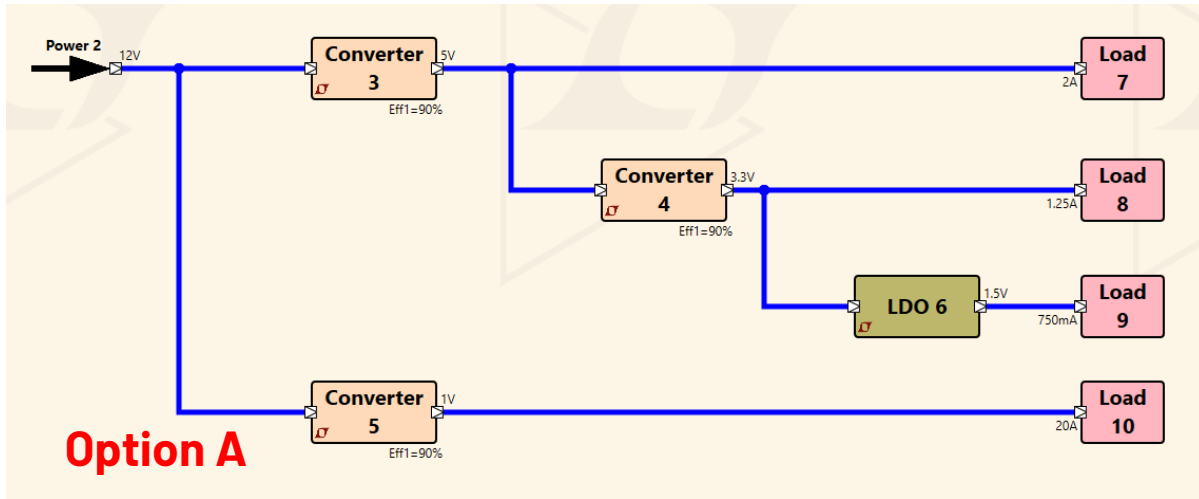 Power 2
12V
Converter
3
5V
Eff1=90%
Load
7
2A
Converter
4
3.3V
Eff1=90%
Load
8
1.25A
LDO 6
1.5V
Load
9
750mA
Converter
5
1V
Eff1=90%
Load
10
20A
Option A